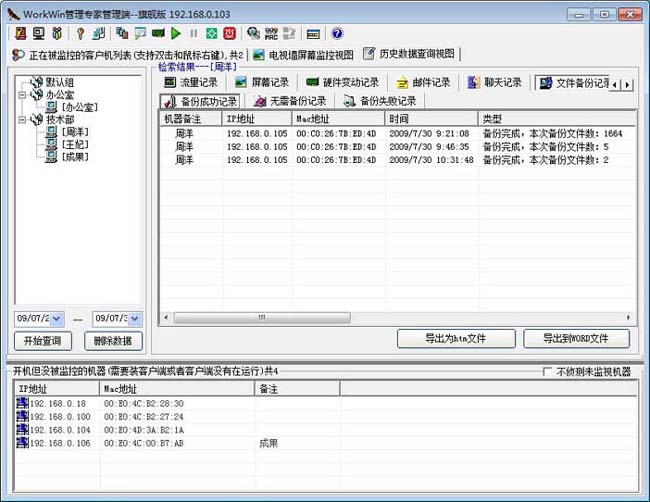 WorkWin管理专家管理端--旗舰版 192.168.0.103
正在被监控的客户机列表(支持双击和鼠标右键),共2 电视墙屏幕监控视图 历史数据查询视图
检索结果---[周洋]
默认组
办公室
[办公室]
技术部
[周洋]
[王纪]
[成果]
流量记录 屏幕记录 硬件变动记录 邮件记录 聊天记录 文件备份记录
备份成功记录 无需备份记录 备份失败记录
机器备注 IP地址 Mac地址 时间 类型
周洋 192.168.0.105 00:C0:26:7B:ED:4D 2009/7/30 9:21:08 备份完成，本次备份文件数：1664
周洋 192.168.0.105 00:C0:26:7B:ED:4D 2009/7/30 9:46:35 备份完成，本次备份文件数：5
周洋 192.168.0.105 00:C0:26:7B:ED:4D 2009/7/30 10:31:48 备份完成，本次备份文件数：2
09/07/2 -- 09/07/3
开始查询 删除数据
导出为htm文件 导出到WORD文件
开机但没被监控的机器(需要装客户端或者客户端没有在运行)共4 不侦测未监视机器
IP地址 Mac地址 备注
192.168.0.18 00:E0:4C:B2:28:30
192.168.0.100 00:E0:4C:B2:27:24
192.168.0.104 00:E0:4D:3A:B2:1A
192.168.0.106 00:E0:4C:00:B7:AB 成果